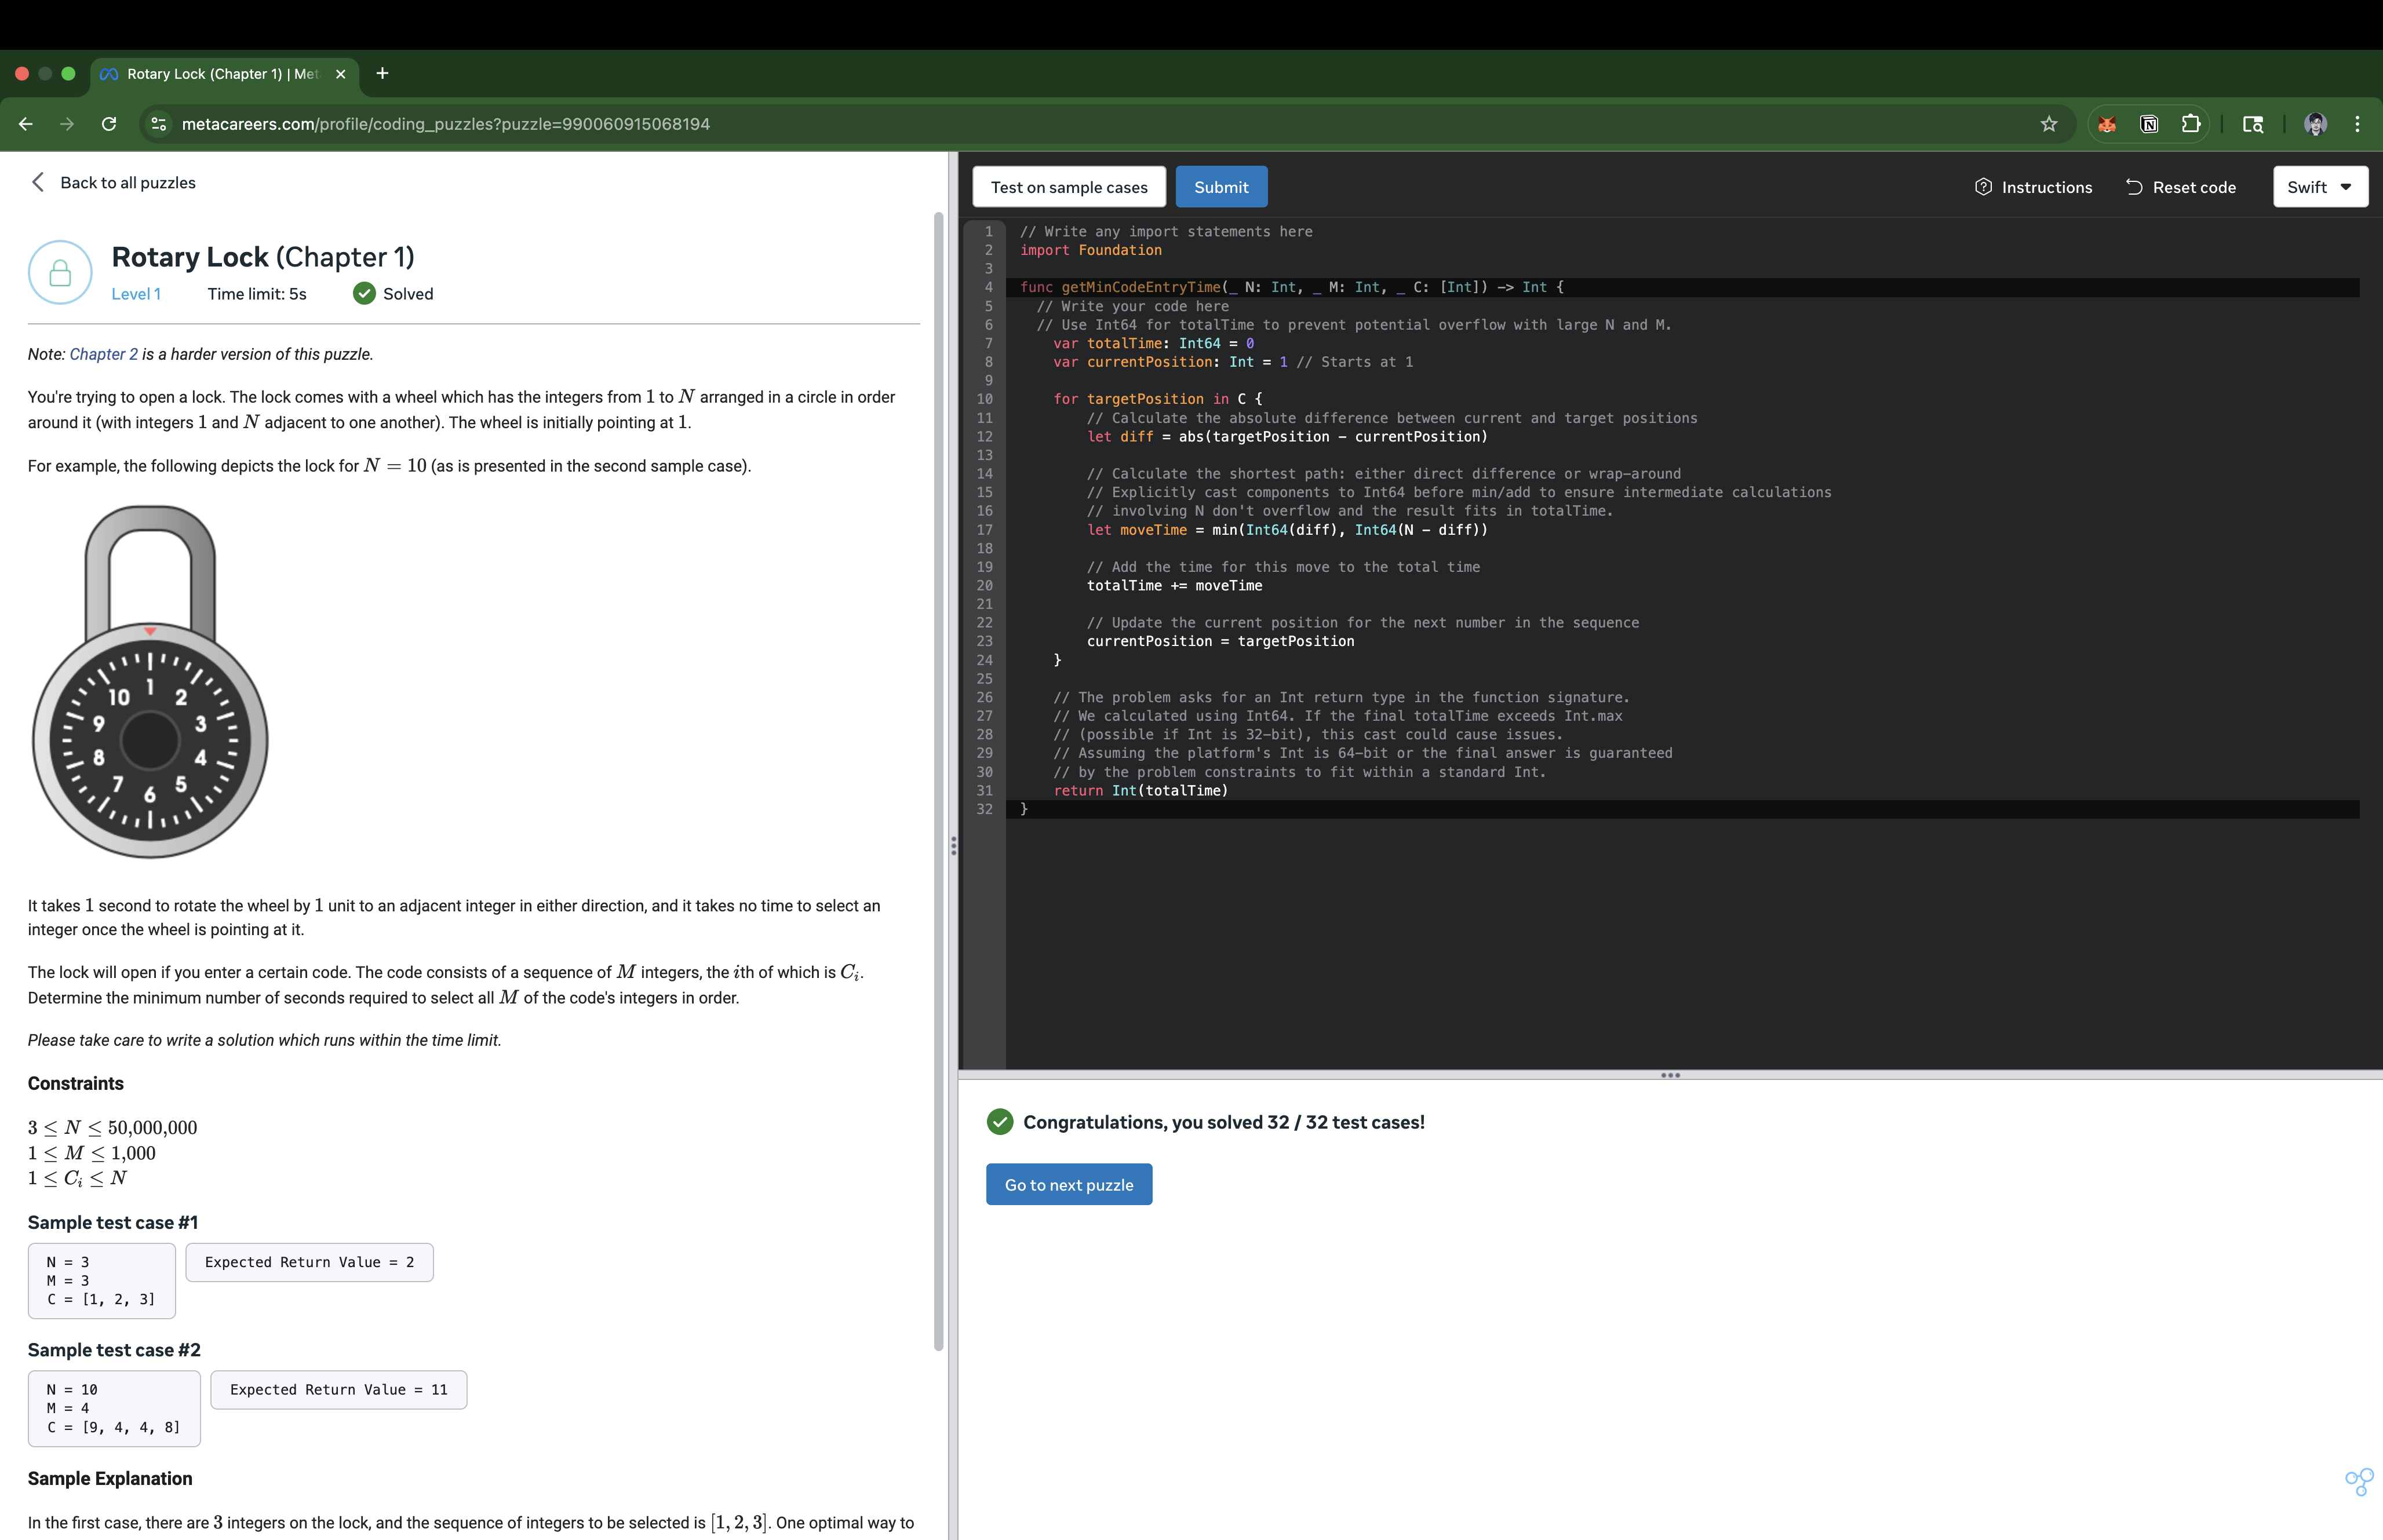 Rotary Lock (Chapter 1) | Met
metacareers.com/profile/coding_puzzles?puzzle=990060915068194
Back to all puzzles
Rotary Lock (Chapter 1)
Level 1 Time limit: 5s Solved
Note: Chapter 2 is a harder version of this puzzle.
You're trying to open a lock. The lock comes with a wheel which has the integers from 1 to N arranged in a circle in order
around it (with integers 1 and N adjacent to one another). The wheel is initially pointing at 1.
For example, the following depicts the lock for N = 10 (as is presented in the second sample case).
1
2
3
4
5
6
7
8
9
10
It takes 1 second to rotate the wheel by 1 unit to an adjacent integer in either direction, and it takes no time to select an
integer once the wheel is pointing at it.
The lock will open if you enter a certain code. The code consists of a sequence of M integers, the ith of which is Cᵢ.
Determine the minimum number of seconds required to select all M of the code's integers in order.
Please take care to write a solution which runs within the time limit.
Constraints
3 ≤ N ≤ 50,000,000
1 ≤ M ≤ 1,000
1 ≤ Cᵢ ≤ N
Sample test case #1
N = 3
M = 3
C = [1, 2, 3]
Expected Return Value = 2
Sample test case #2
N = 10
M = 4
C = [9, 4, 4, 8]
Expected Return Value = 11
Sample Explanation
In the first case, there are 3 integers on the lock, and the sequence of integers to be selected is [1, 2, 3]. One optimal way to
Test on sample cases Submit Instructions Reset code Swift
1 // Write any import statements here
2 import Foundation
3
4 func getMinCodeEntryTime(_ N: Int, _ M: Int, _ C: [Int]) -> Int {
5 // Write your code here
6 // Use Int64 for totalTime to prevent potential overflow with large N and M.
7 var totalTime: Int64 = 0
8 var currentPosition: Int = 1 // Starts at 1
9
10 for targetPosition in C {
11 // Calculate the absolute difference between current and target positions
12 let diff = abs(targetPosition - currentPosition)
13
14 // Calculate the shortest path: either direct difference or wrap-around
15 // Explicitly cast components to Int64 before min/add to ensure intermediate calculations
16 // involving N don't overflow and the result fits in totalTime.
17 let moveTime = min(Int64(diff), Int64(N - diff))
18
19 // Add the time for this move to the total time
20 totalTime += moveTime
21
22 // Update the current position for the next number in the sequence
23 currentPosition = targetPosition
24 }
25
26 // The problem asks for an Int return type in the function signature.
27 // We calculated using Int64. If the final totalTime exceeds Int.max
28 // (possible if Int is 32-bit), this cast could cause issues.
29 // Assuming the platform's Int is 64-bit or the final answer is guaranteed
30 // by the problem constraints to fit within a standard Int.
31 return Int(totalTime)
32 }
Congratulations, you solved 32 / 32 test cases!
Go to next puzzle